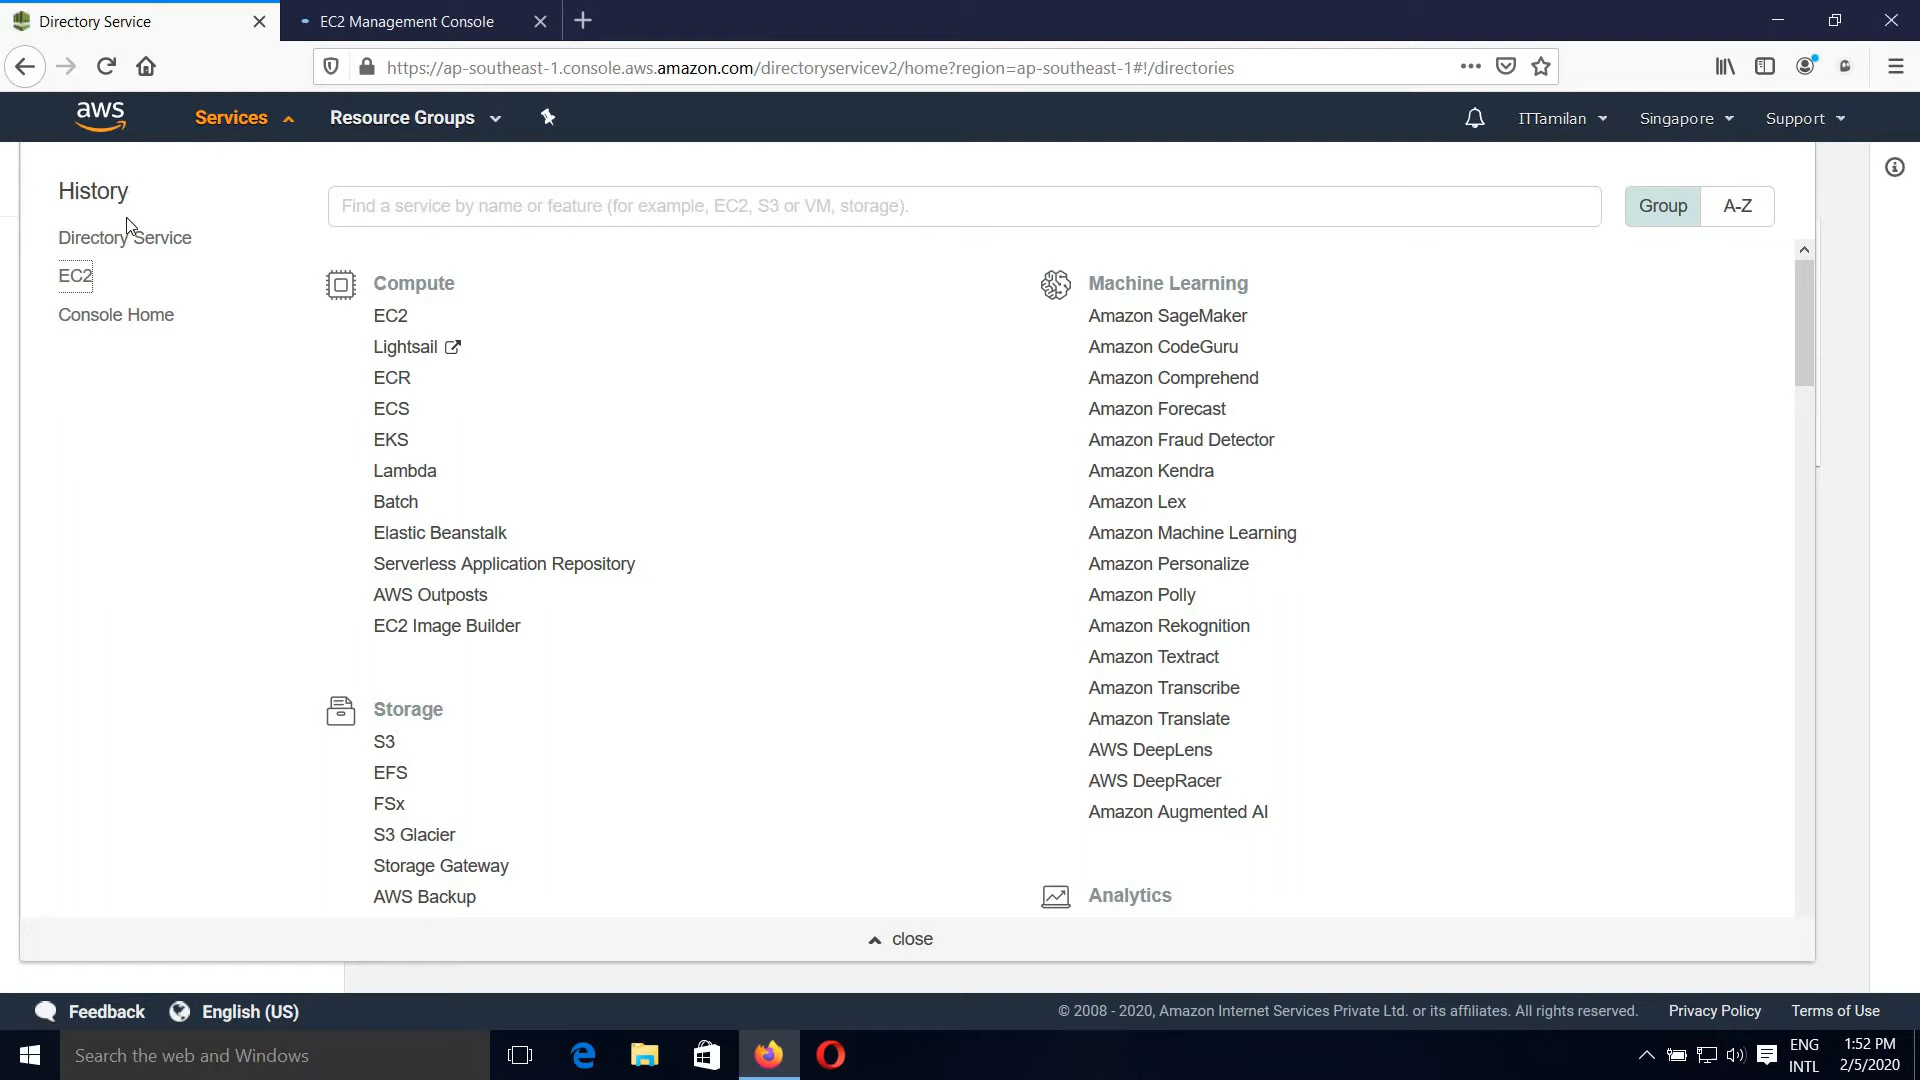 Directory Service
EC2 Management Console
https://ap-southeast-1.console.aws.amazon.com/directoryservicev2/home?region=ap-southeast-1#!/directories
aws
Services
Resource Groups
ITTamilan
Singapore
Support
History
Directory Service
EC2
Console Home
Find a service by name or feature (for example, EC2, S3 or VM, storage).
Group
A-Z
Compute
EC2
Lightsail
ECR
ECS
EKS
Lambda
Batch
Elastic Beanstalk
Serverless Application Repository
AWS Outposts
EC2 Image Builder
Storage
S3
EFS
FSx
S3 Glacier
Storage Gateway
AWS Backup
Machine Learning
Amazon SageMaker
Amazon CodeGuru
Amazon Comprehend
Amazon Forecast
Amazon Fraud Detector
Amazon Kendra
Amazon Lex
Amazon Machine Learning
Amazon Personalize
Amazon Polly
Amazon Rekognition
Amazon Textract
Amazon Transcribe
Amazon Translate
AWS DeepLens
AWS DeepRacer
Amazon Augmented AI
Analytics
close
Feedback
English (US)
© 2008 - 2020, Amazon Internet Services Private Ltd. or its affiliates. All rights reserved.
Privacy Policy
Terms of Use
Search the web and Windows
ENG
INTL
1:52 PM
2/5/2020